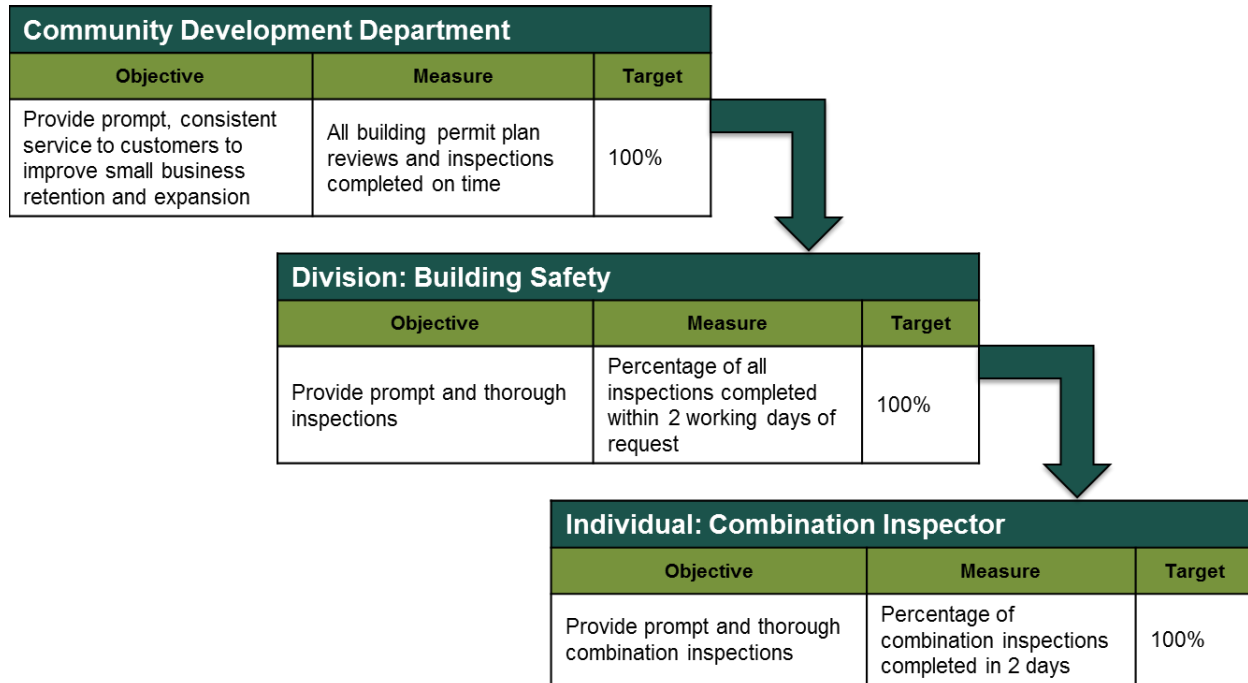 Community Development Department
Objective
Measure
Target
Provide prompt, consistent
service to customers to
improve small business
retention and expansion
All building permit plan
reviews and inspections
completed on time
100%
Division: Building Safety
Objective
Measure
Target
Provide prompt and thorough
inspections
Percentage of all
inspections completed
within 2 working days of
request
100%
Individual: Combination Inspector
Objective
Measure
Target
Provide prompt and thorough
combination inspections
Percentage of
combination inspections
completed in 2 days
100%